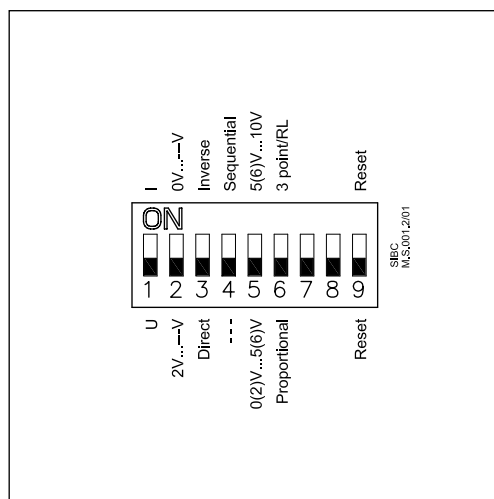 I
0V...---V
Inverse
Sequential
5(6)V...10V
3 point/RL
Reset
ON
1 2 3 4 5 6 7 8 9
U
2V...---V
Direct
---
0(2)V...5(6)V
Proportional
Reset
SIBC
M.S.001.2/01